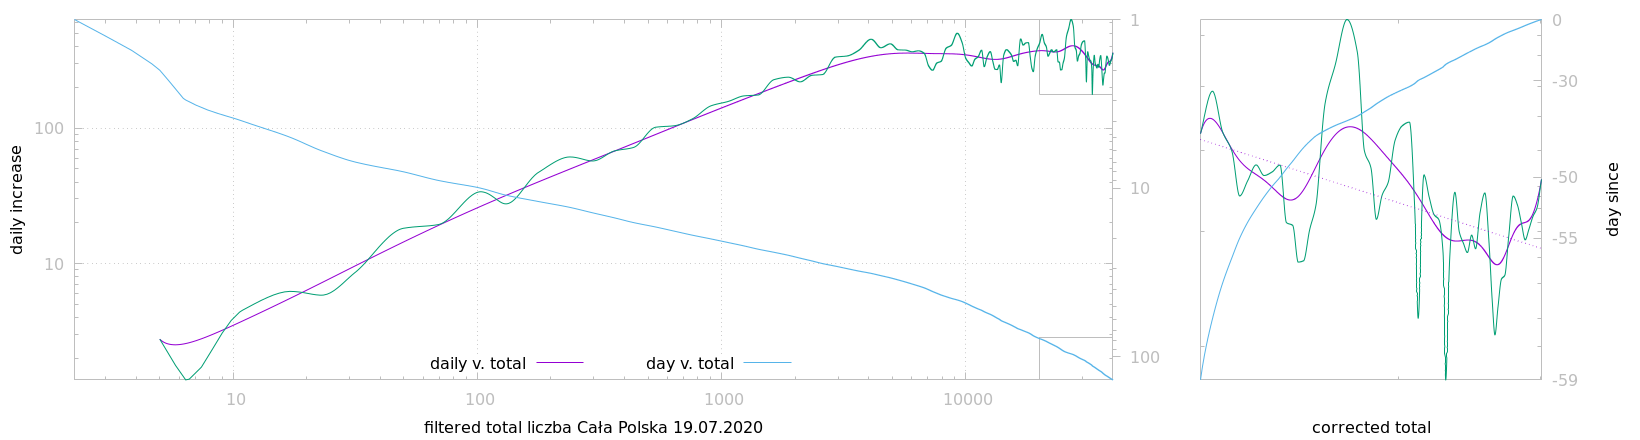 1
0
-30
100
10
-50
daily increase
day since
-55
10
daily v. total
day v. total
100
-59
10
100
1000
10000
filtered total liczba Cała Polska 19.07.2020
corrected total